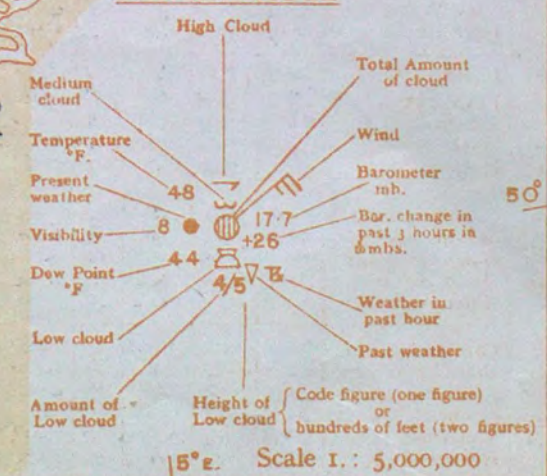 High Cloud
Total Amount
of cloud
Medium
cloud
Temperature
°F.
Wind
Present
weather
Barometer
mb.
48
50°
Visibility
8
17.7
Bar. change in
past 3 hours in
+26
Dew Point
°F
44
4/5
Weather in
past hour
Low cloud
Past weather
Amount of
Low cloud
Height of
Low cloud
Code figure (one figure)
or
hundreds of feet (two figures)
15°E.
Scale 1.: 5,000,000